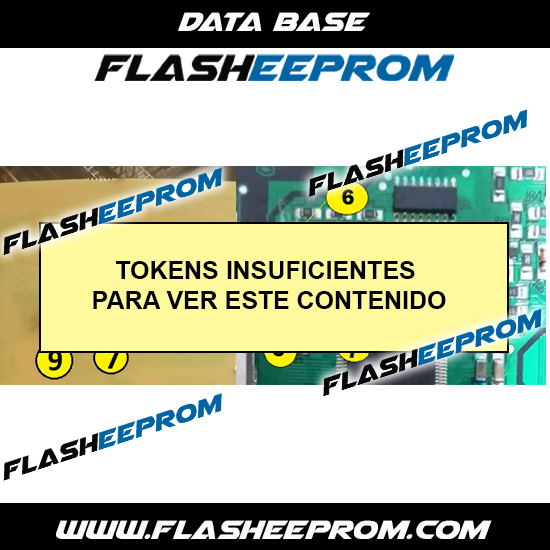 DATA BASE
FLASHEEPROM
FLASHEEPROM
FLASHEEPROM
6
TOKENS INSUFICIENTES
PARA VER ESTE CONTENIDO
9
7
FLASHEEPROM
FLASHEEPROM
WWW.FLASHEEPROM.COM